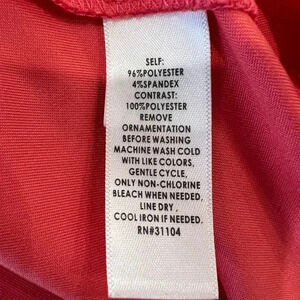 SELF:
96%POLYESTER
4%SPANDEX
CONTRAST:
100%POLYESTER
REMOVE
ORNAMENTATION
BEFORE WASHING
MACHINE WASH COLD
WITH LIKE COLORS,
GENTLE CYCLE,
ONLY NON-CHLORINE
BLEACH WHEN NEEDED,
LINE DRY ,
COOL IRON IF NEEDED.
RN#31104